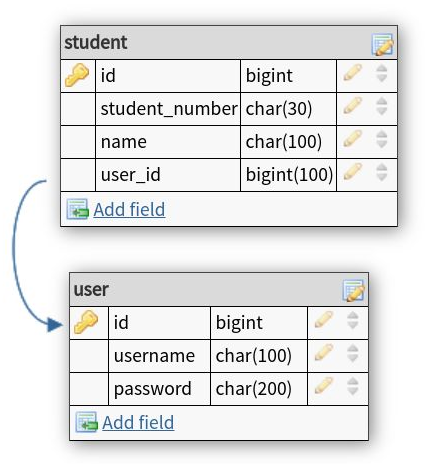 student
id bigint
student_number char(30)
name char(100)
user_id bigint(100)
Add field
user
id bigint
username char(100)
password char(200)
Add field